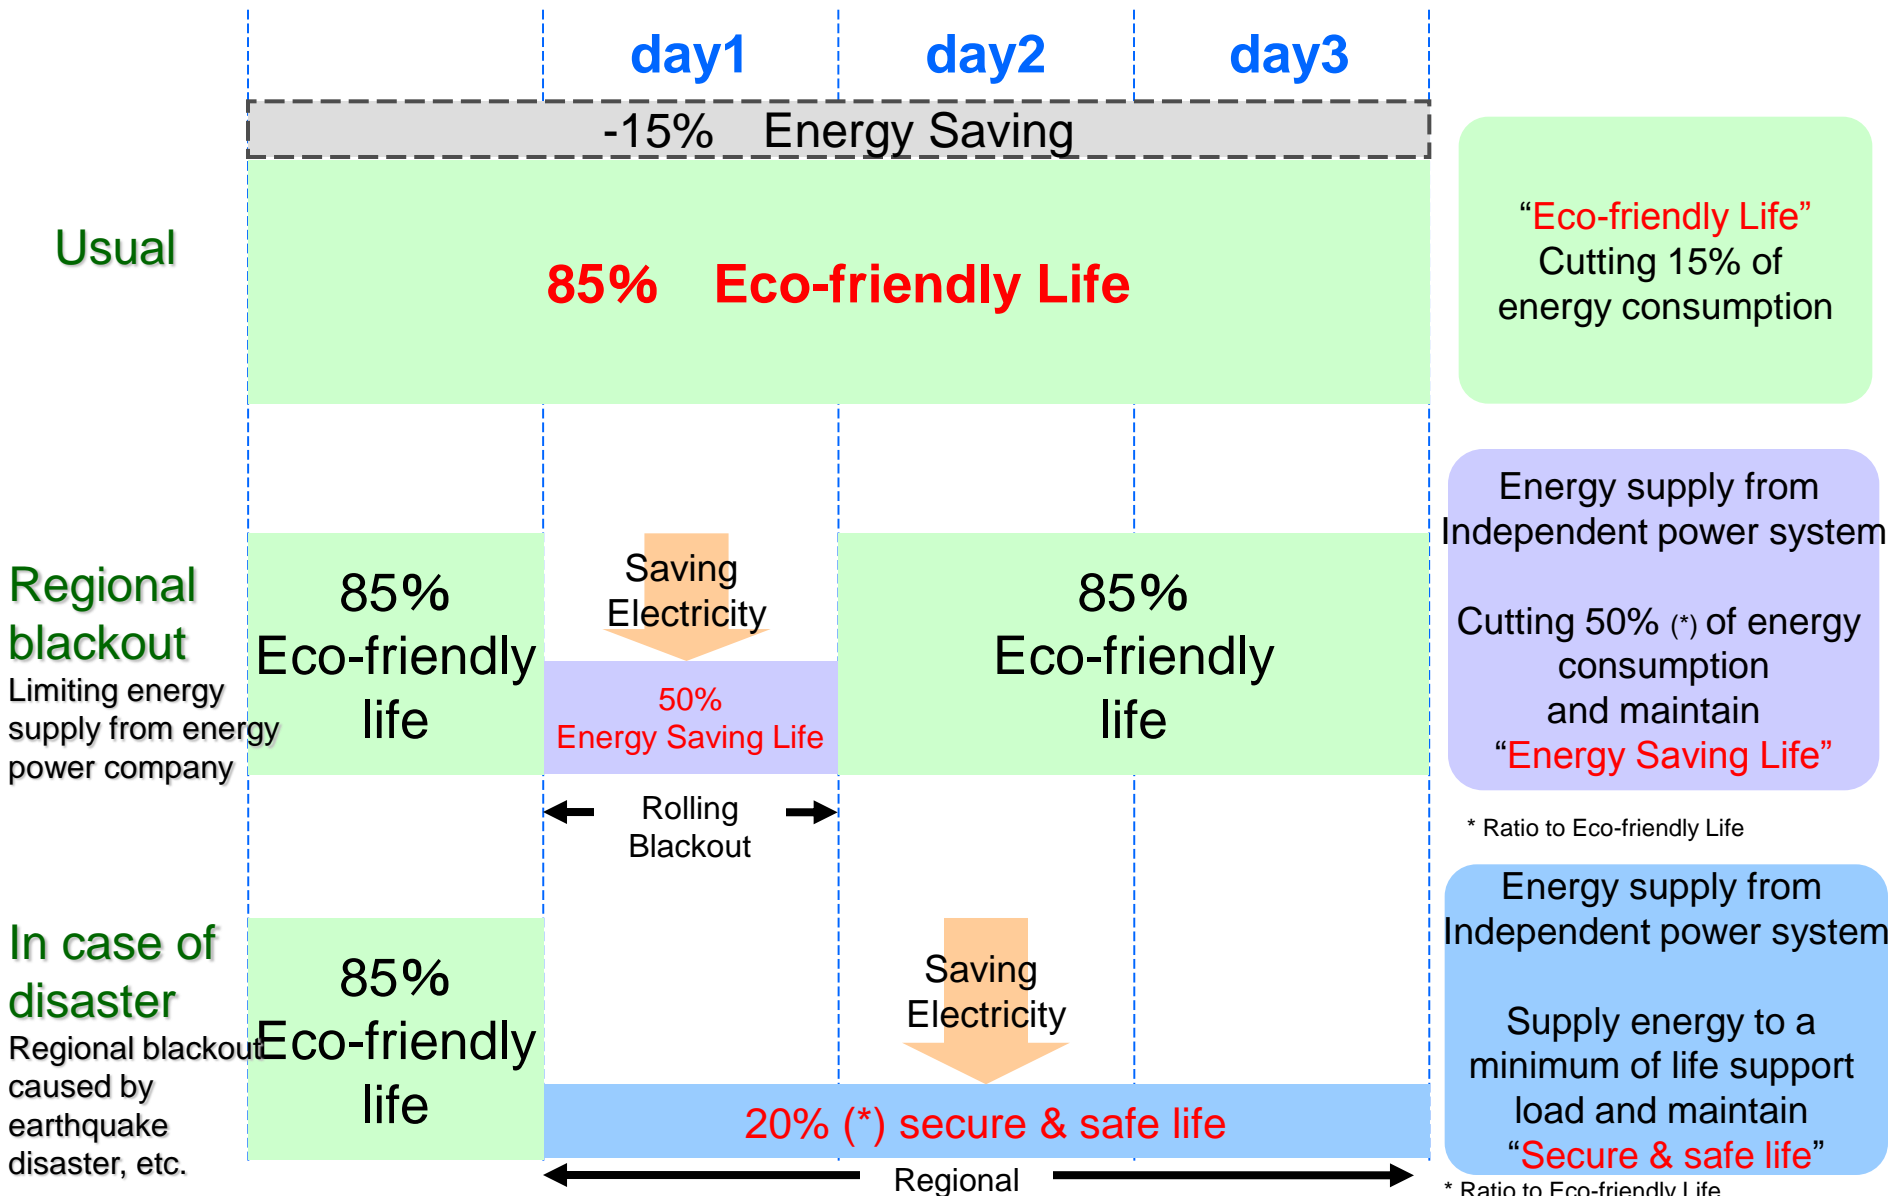 day1 day2 day3
-15% Energy Saving
Usual
85% Eco-friendly Life
“Eco-friendly Life”
Cutting 15% of
energy consumption
Regional
blackout
Limiting energy
supply from energy
power company
85%
Eco-friendly
life
Saving
Electricity
50%
Energy Saving Life
85%
Eco-friendly
life
Rolling
Blackout
Energy supply from
Independent power system
Cutting 50% (*) of energy
consumption
and maintain
“Energy Saving Life”
* Ratio to Eco-friendly Life
In case of
disaster
Regional blackout
caused by
earthquake
disaster, etc.
85%
Eco-friendly
life
Saving
Electricity
20% (*) secure & safe life
Regional
Energy supply from
Independent power system
Supply energy to a
minimum of life support
load and maintain
“Secure & safe life”
* Ratio to Eco-friendly Life